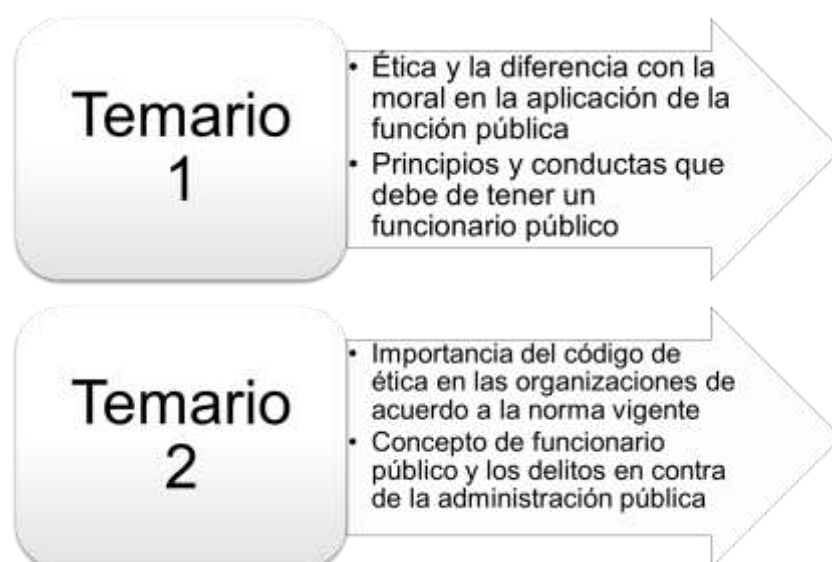 Temario
1
• Ética y la diferencia con la
moral en la aplicación de la
función pública
• Principios y conductas que
debe de tener un
funcionario público
Temario
2
• Importancia del código de
ética en las organizaciones de
acuerdo a la norma vigente
• Concepto de funcionario
público y los delitos en contra
de la administración pública